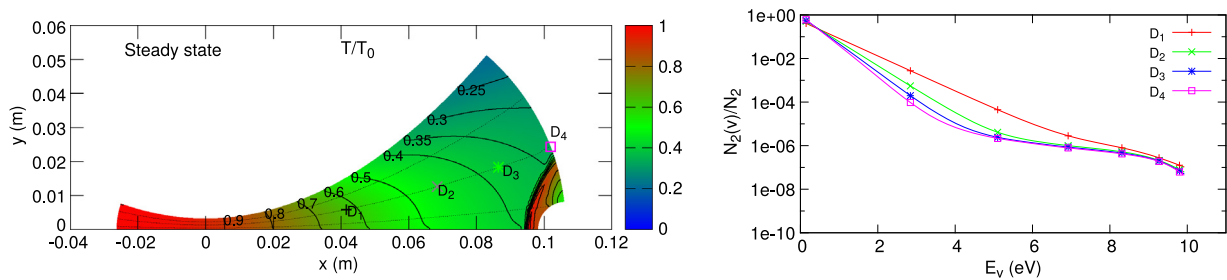 Steady state
T/T0
0.06
0.05
0.04
0.03
0.02
0.01
0
y (m)
-0.04
-0.02
0
0.02
0.04
0.06
0.08
0.1
0.12
x (m)
0.9
0.8
0.7
0.6
0.5
0.4
0.35
0.3
0.25
D1
D2
D3
D4
1
0.8
0.6
0.4
0.2
0
1e+00
1e-02
1e-04
1e-06
1e-08
1e-10
N2(v)/N2
0
2
4
6
8
10
Ev (eV)
D1
D2
D3
D4